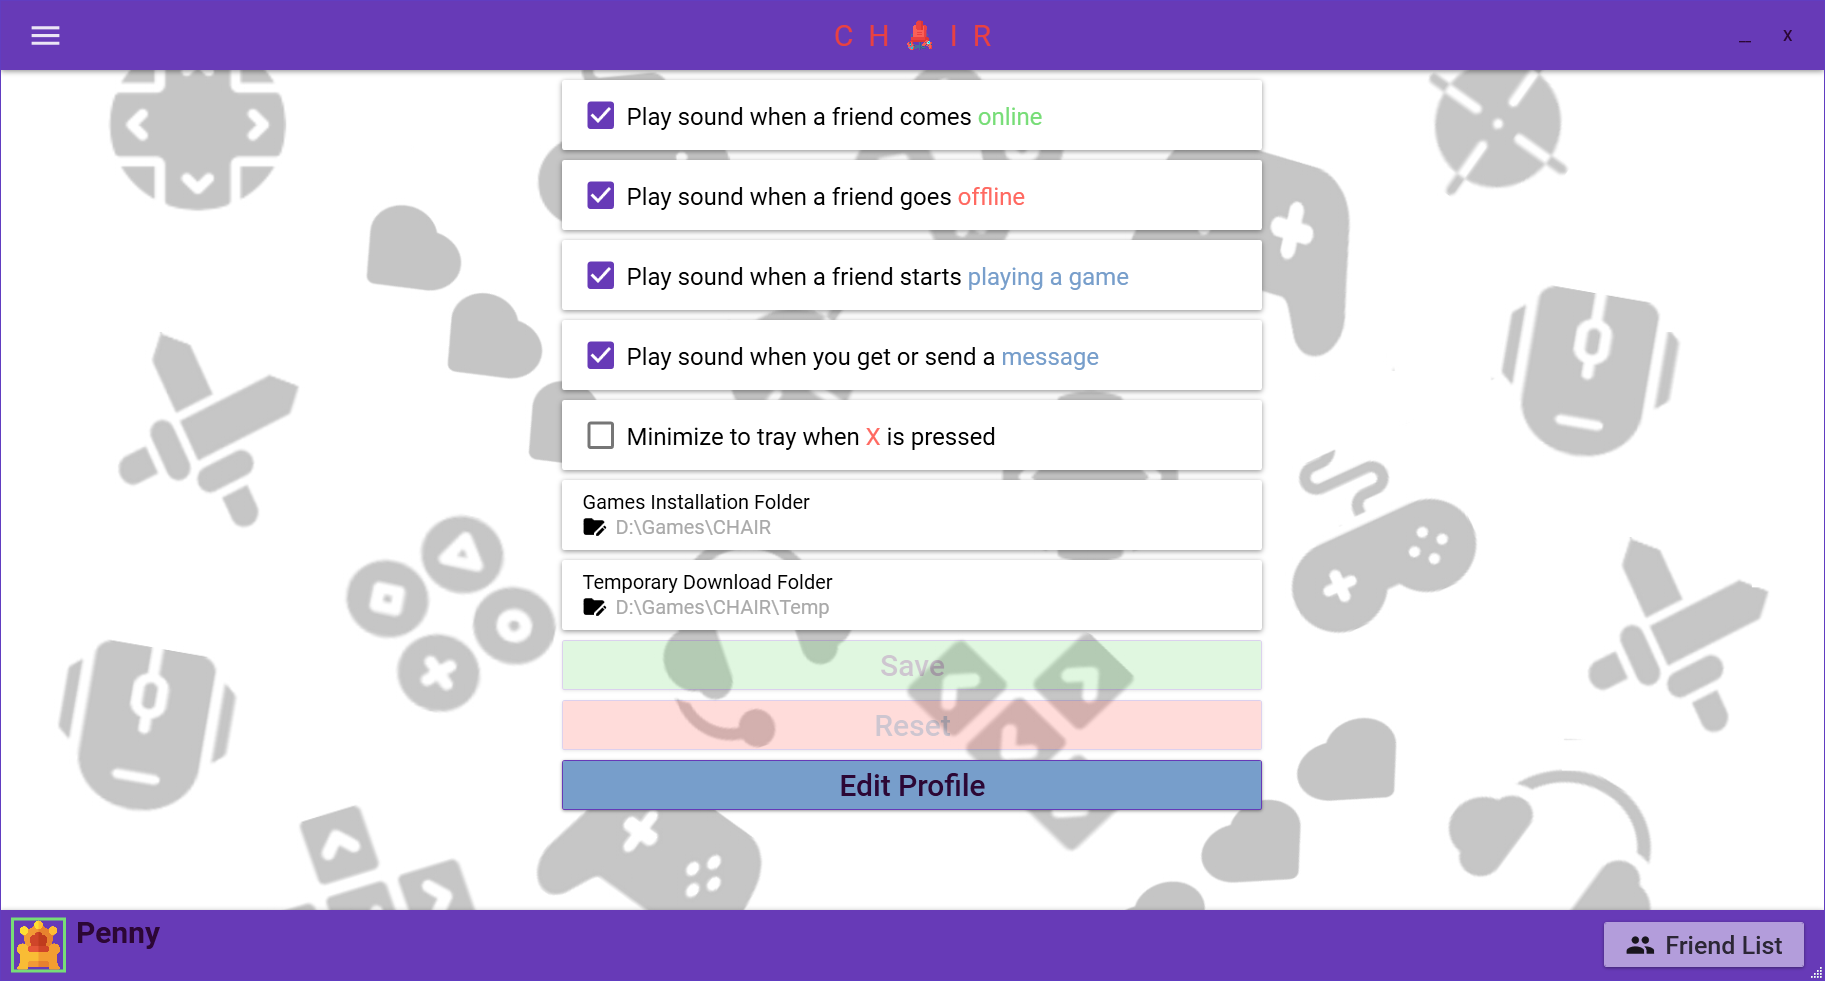 CHAIR
_ x
Play sound when a friend comes online
Play sound when a friend goes offline
Play sound when a friend starts playing a game
Play sound when you get or send a message
Minimize to tray when X is pressed
Games Installation Folder
D:\Games\CHAIR
Temporary Download Folder
D:\Games\CHAIR\Temp
Save
Reset
Edit Profile
Penny
Friend List